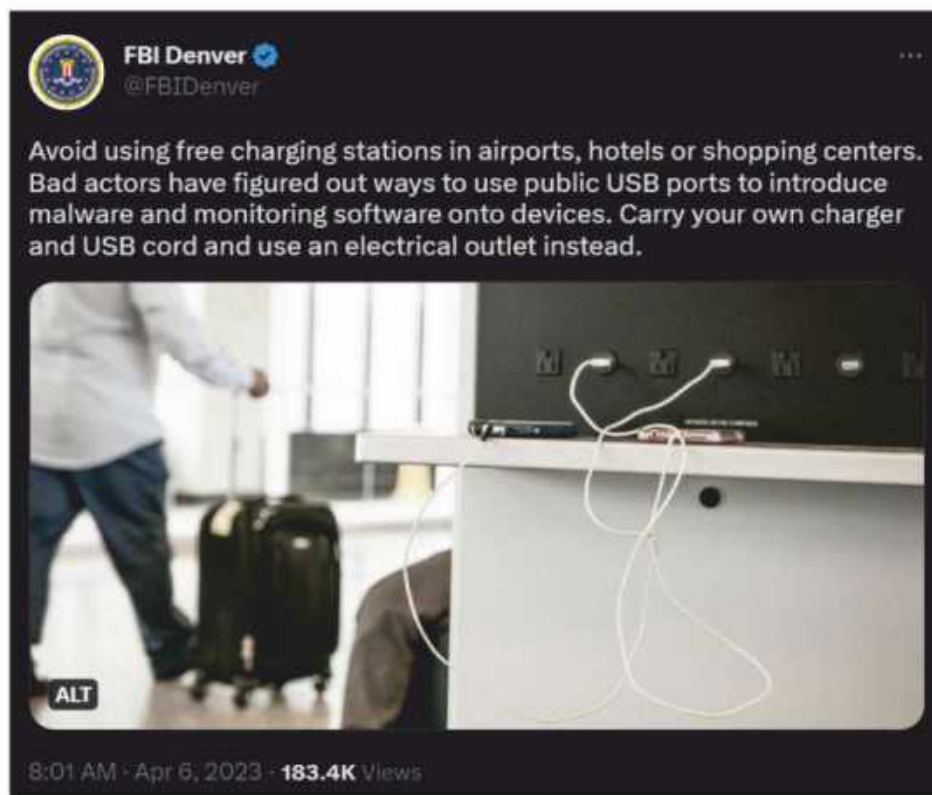 FBI Denver
@FBIDenver
Avoid using free charging stations in airports, hotels or shopping centers.
Bad actors have figured out ways to use public USB ports to introduce
malware and monitoring software onto devices. Carry your own charger
and USB cord and use an electrical outlet instead.
ALT
8:01 AM · Apr 6, 2023 · 183.4K Views